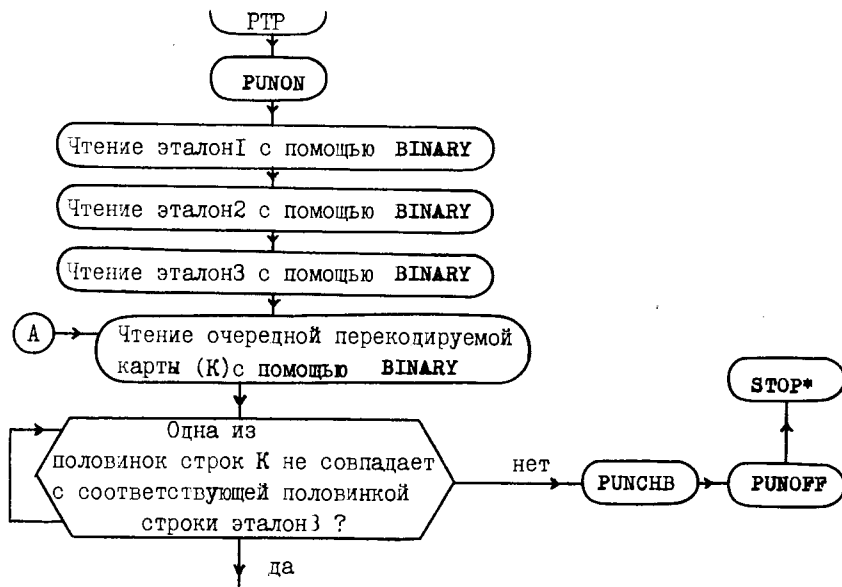 PTP
PUNON
Чтение эталон1 с помощью BINARY
Чтение эталон2 с помощью BINARY
Чтение эталон3 с помощью BINARY
А
Чтение очередной перекодируемой
карты (К) с помощью BINARY
STOP*
Одна из
половинок строк К не совпадает
с соответствующей половинкой
строки эталон3 ?
нет
PUNCHB
PUNOFF
да